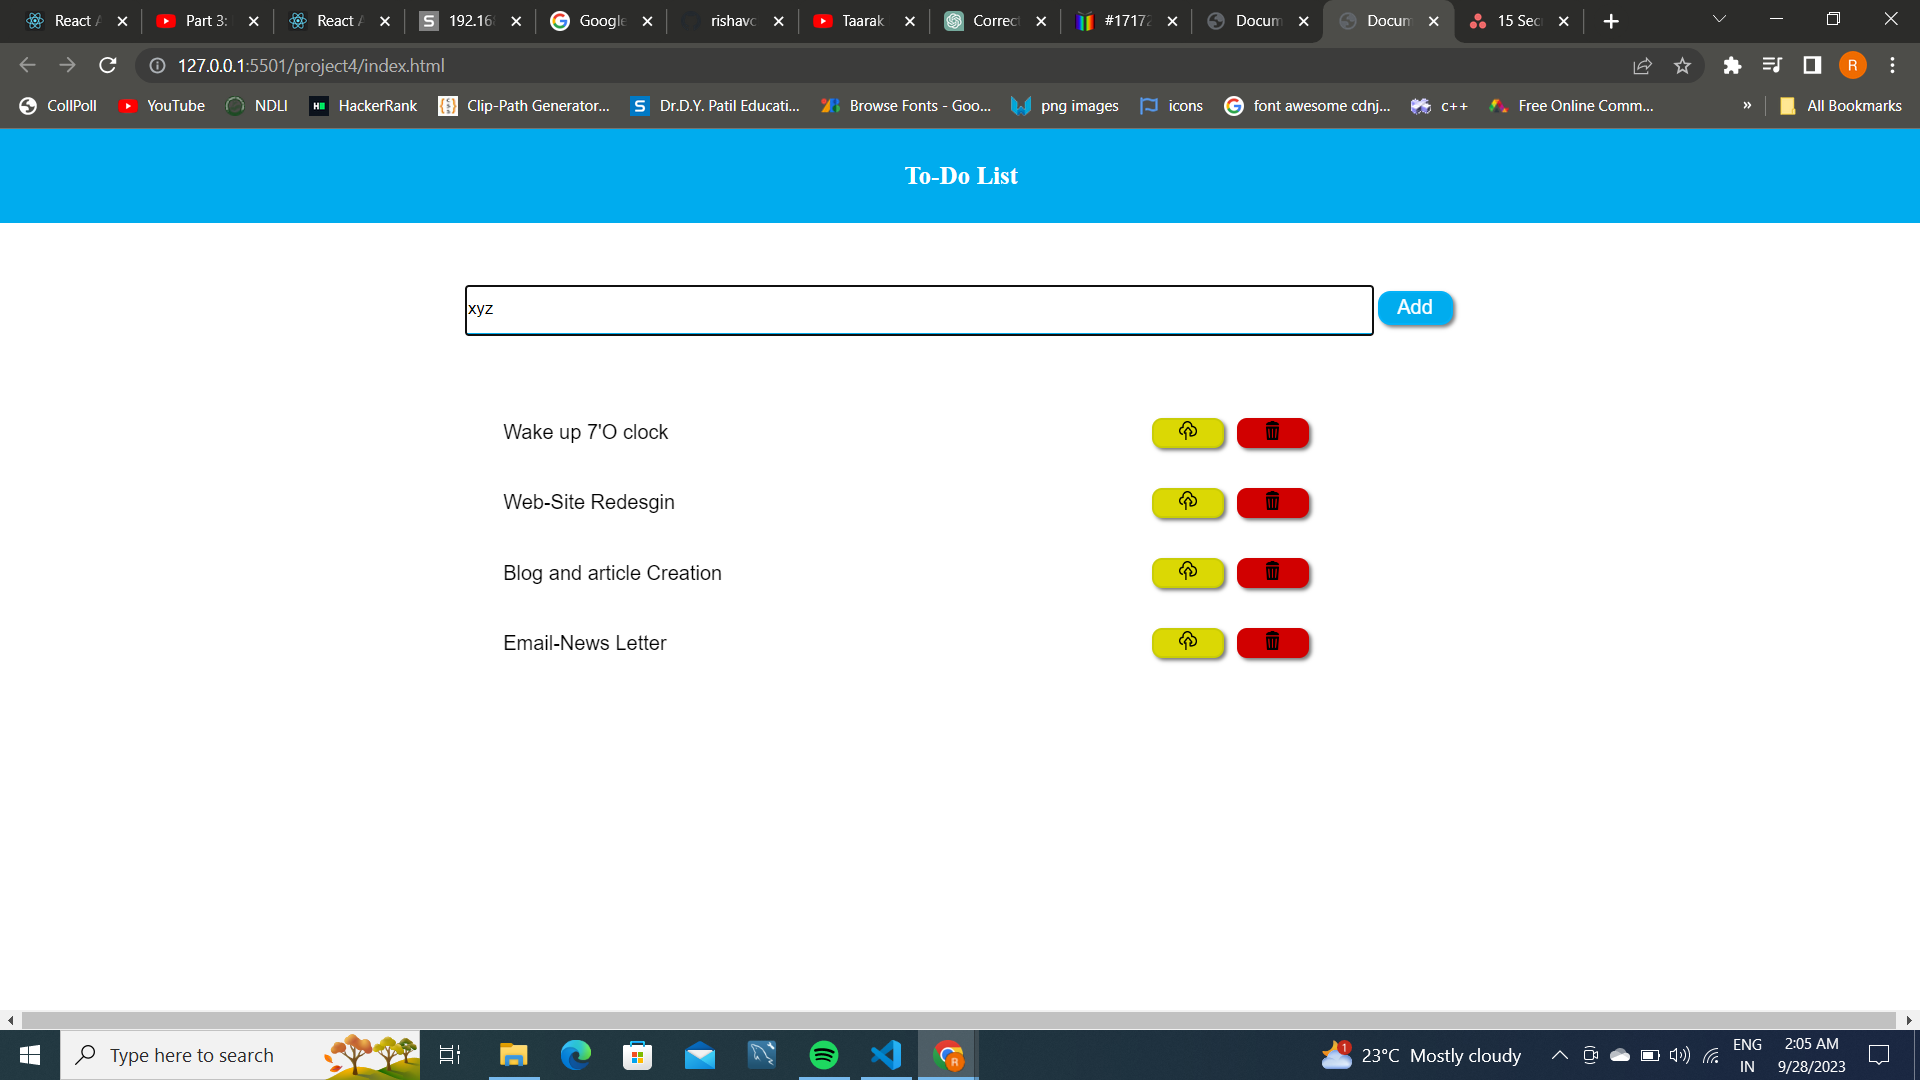 React A
Part 3:
React A
192.168
Google
rishavc
Taarak
Correct
#17172
Docum
Docum
15 Sec
127.0.0.1:5501/project4/index.html
R
CollPoll
YouTube
NDLI
HackerRank
Clip-Path Generator...
Dr.D.Y. Patil Educati...
Browse Fonts - Goo...
png images
icons
font awesome cdnj...
c++
Free Online Comm...
»
All Bookmarks
To-Do List
xyz
Add
Wake up 7'O clock
Web-Site Redesgin
Blog and article Creation
Email-News Letter
Type here to search
1
23°C Mostly cloudy
ENG
IN
2:05 AM
9/28/2023